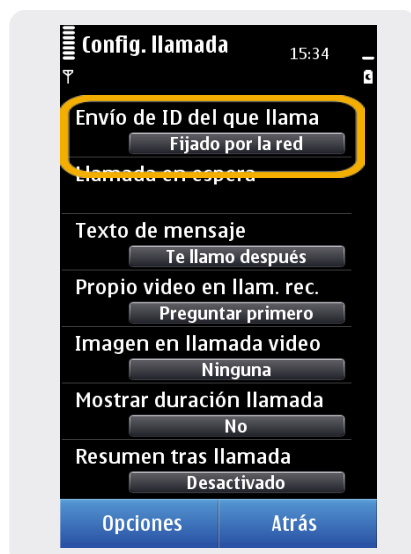 Config. llamada
15:34
Envío de ID del que llama
Fijado por la red
Llamada en espera
Texto de mensaje
Te llamo después
Propio video en llam. rec.
Preguntar primero
Imagen en llamada video
Ninguna
Mostrar duración llamada
No
Resumen tras llamada
Desactivado
Opciones
Atrás